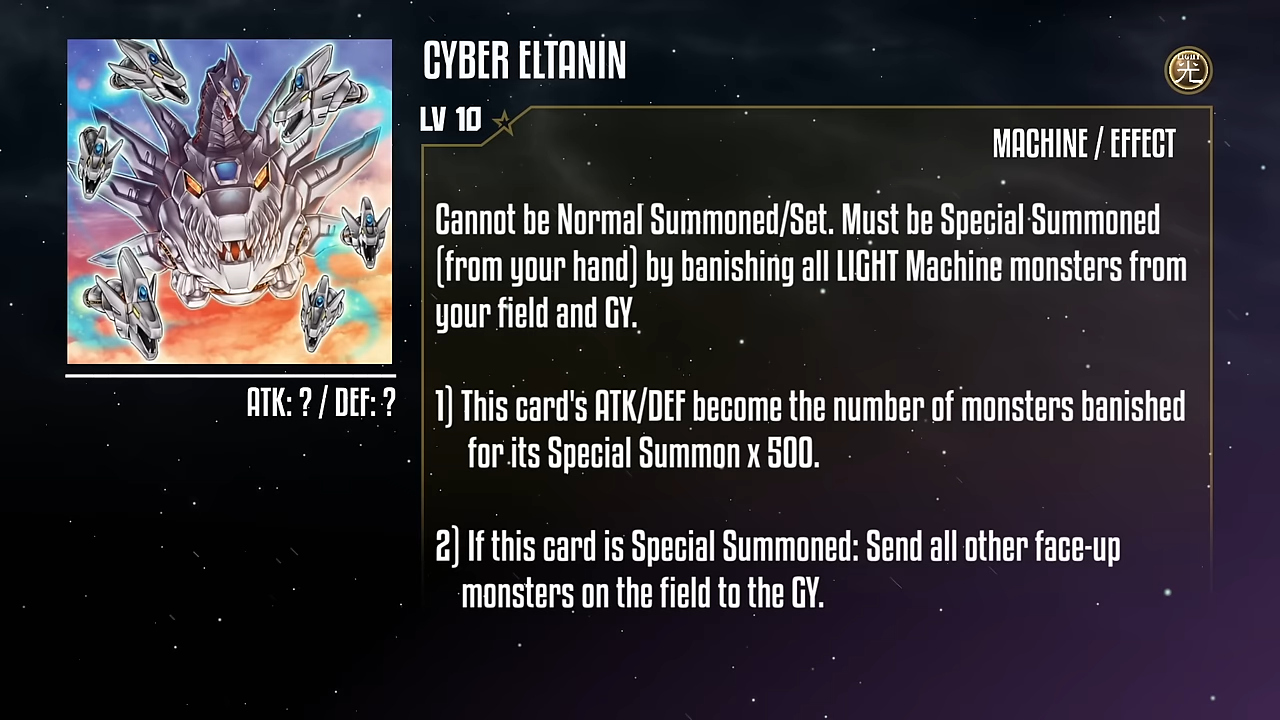 CYBER ELTANIN
LIGHT
光
LV 10
MACHINE / EFFECT
Cannot be Normal Summoned/Set. Must be Special Summoned
(from your hand) by banishing all LIGHT Machine monsters from
your field and GY.
ATK: ? / DEF: ?
1) This card's ATK/DEF become the number of monsters banished
for its Special Summon x 500.
2) If this card is Special Summoned: Send all other face-up
monsters on the field to the GY.